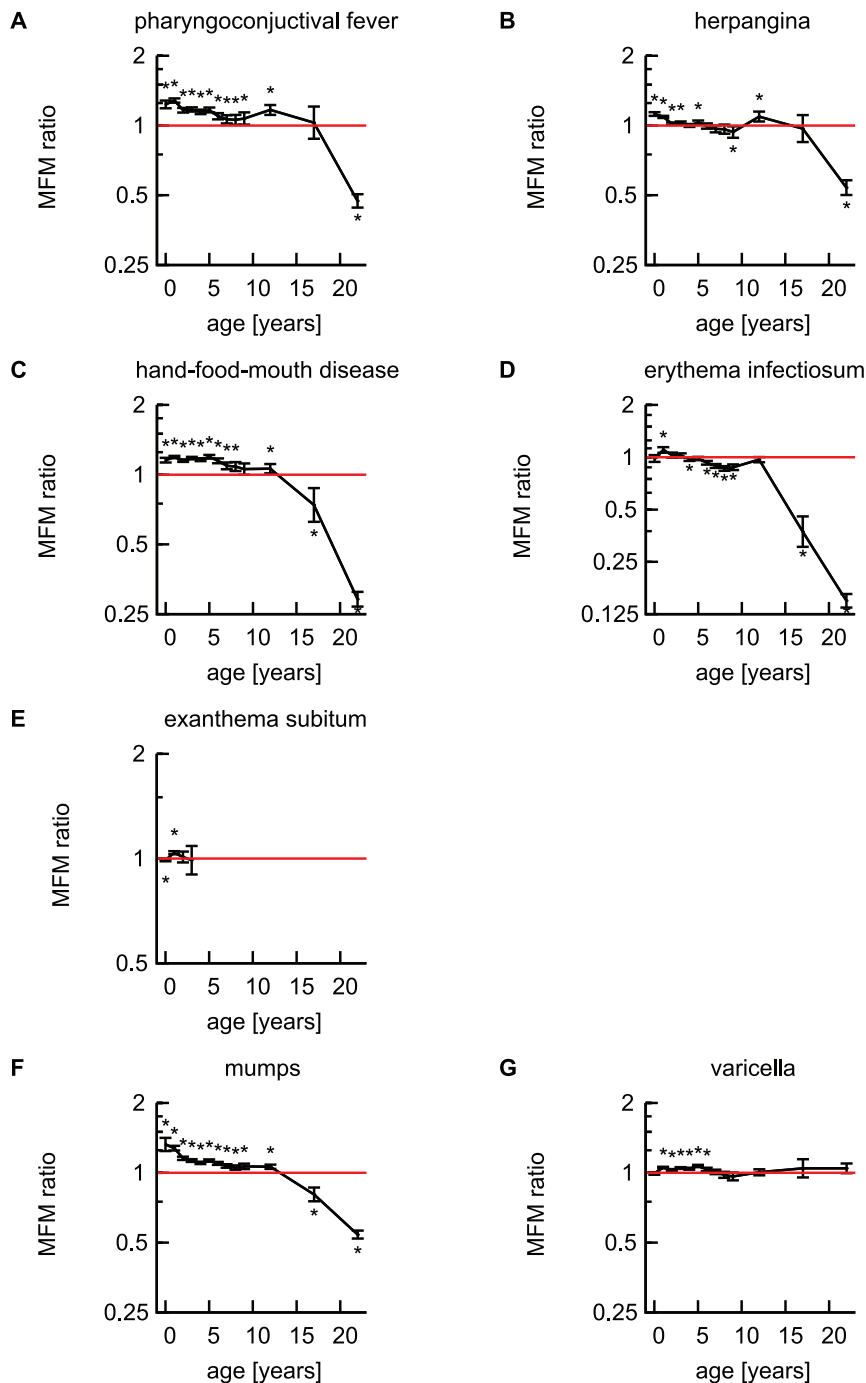 A pharyngoconjuctival fever
2
* *
* * * *
* * * *
*
1
0.5
*
0.25
MFM ratio
0 5 10 15 20
age [years]
B herpangina
2
* *
* *
*
*
1
*
0.5
*
0.25
MFM ratio
0 5 10 15 20
age [years]
C hand-food-mouth disease
2
* * * * * * *
* *
*
1
*
0.5
0.25
*
MFM ratio
0 5 10 15 20
age [years]
D erythema infectiosum
2
*
1
*
* * * *
0.5
*
0.25
0.125
*
MFM ratio
0 5 10 15 20
age [years]
E exanthema subitum
2
*
1
*
0.5
MFM ratio
0 5 10 15 20
age [years]
F mumps
2
* *
* * * * * * * *
*
1
*
0.5
*
0.25
MFM ratio
0 5 10 15 20
age [years]
G varicella
2
* * * * * *
1
0.5
0.25
MFM ratio
0 5 10 15 20
age [years]